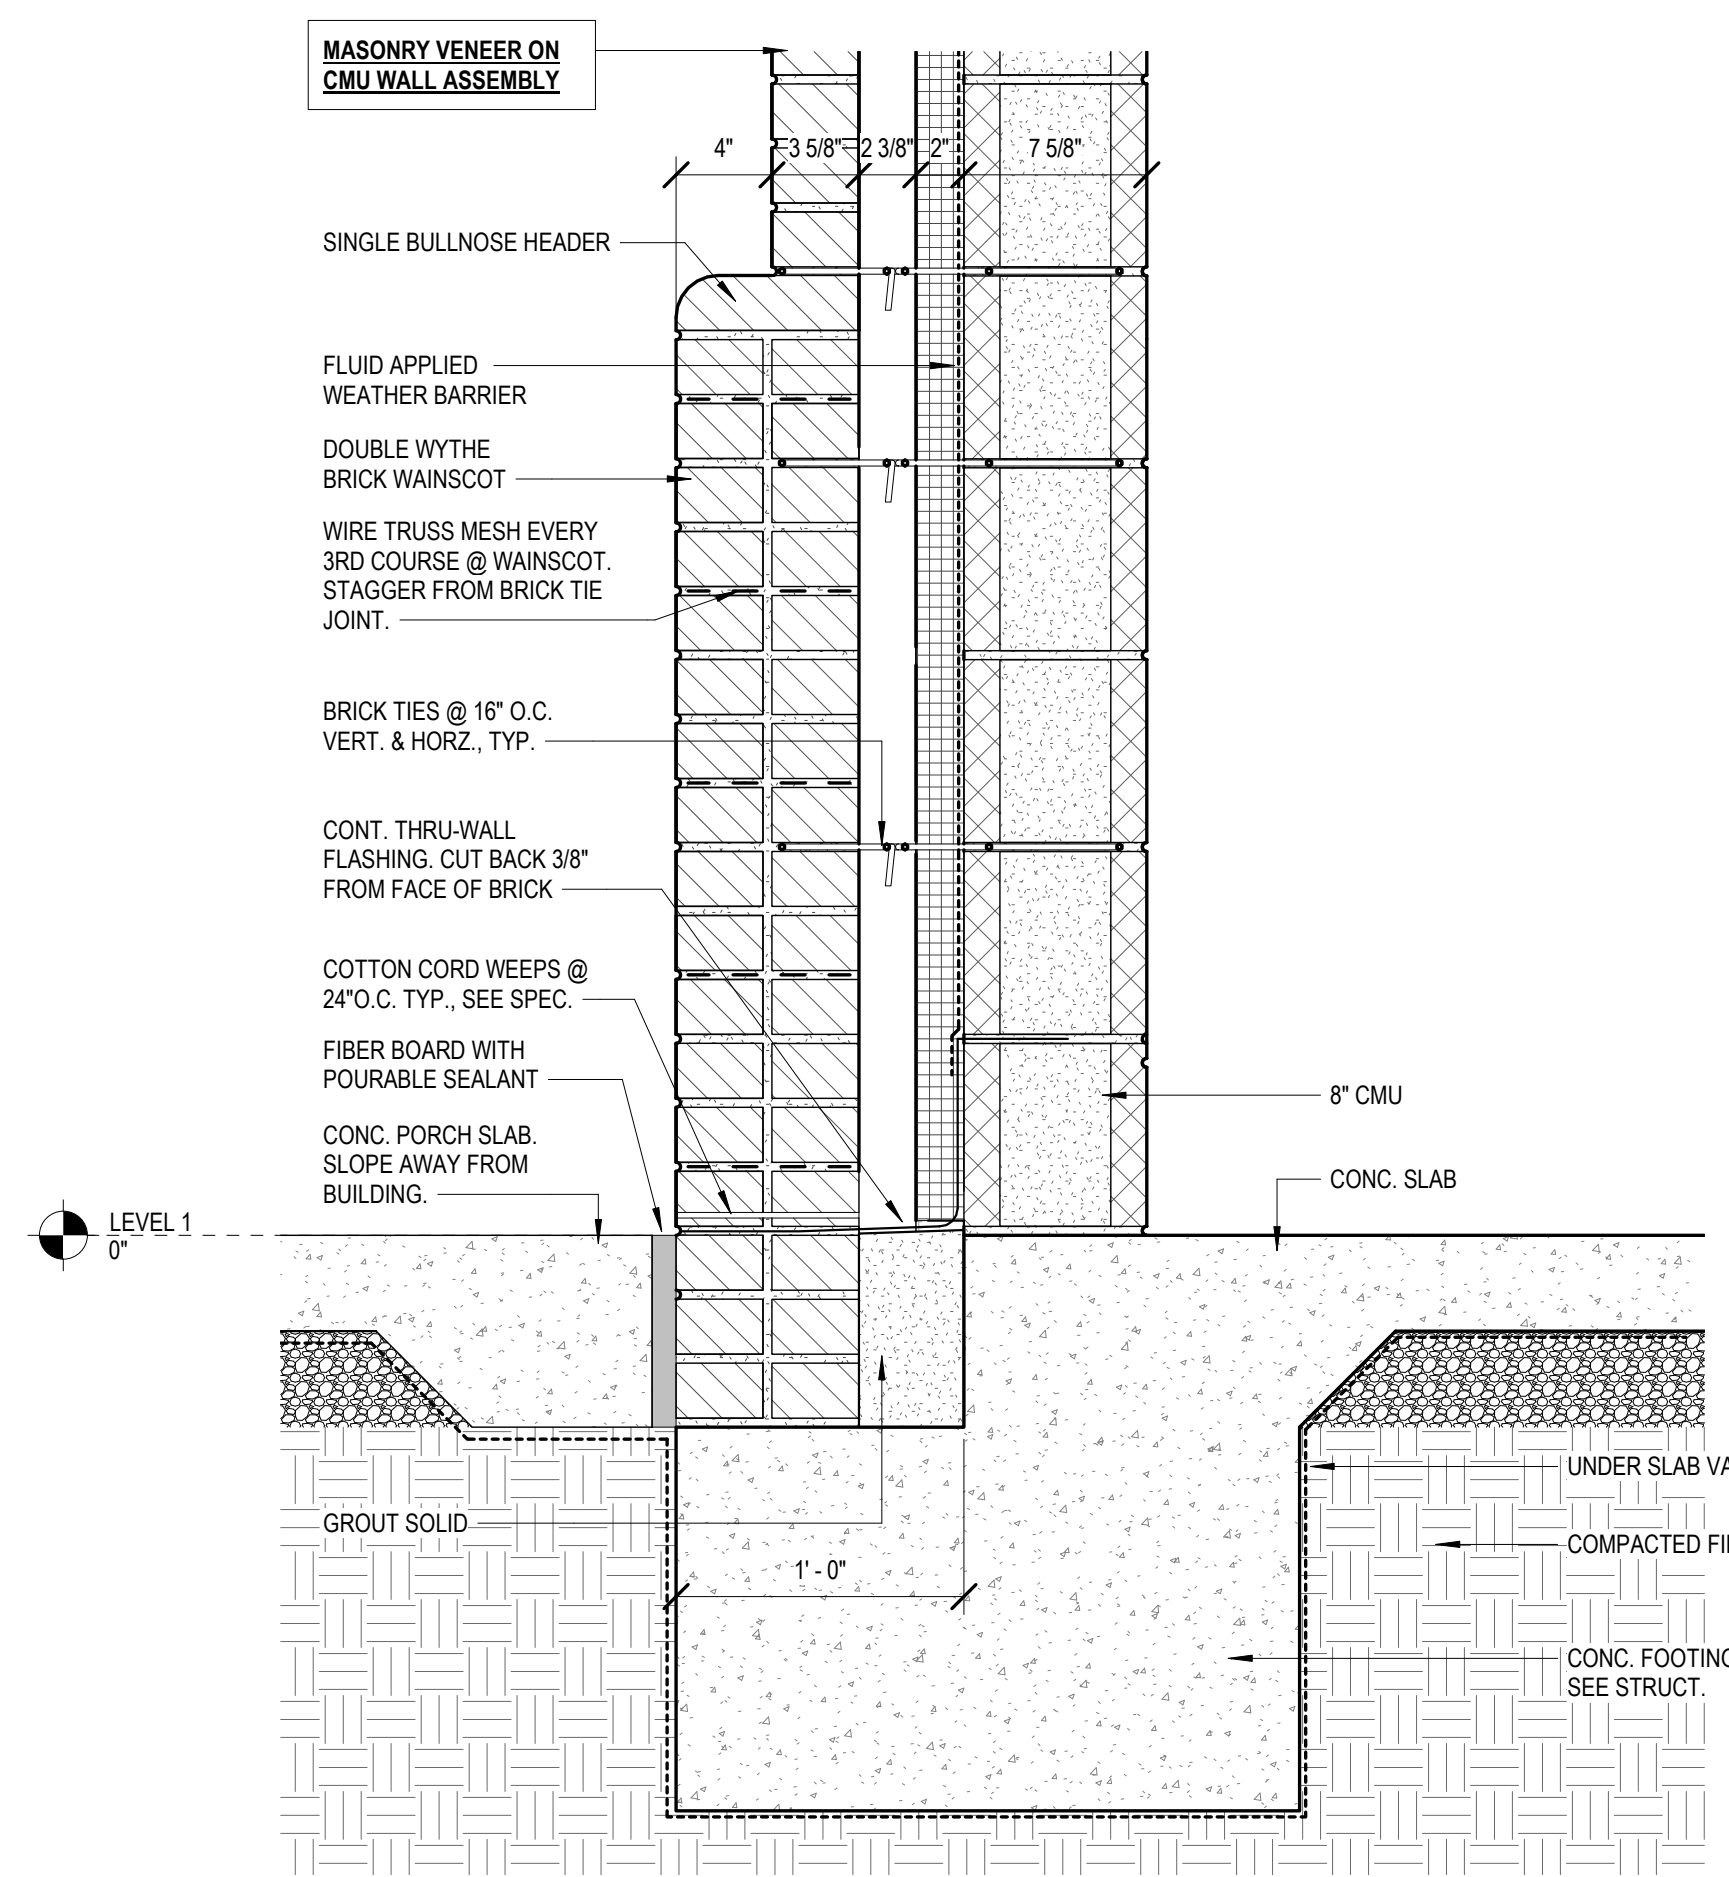 MASONRY VENEER ON
CMU WALL ASSEMBLY
4"
3 5/8"
2 3/8"
2"
7 5/8"
SINGLE BULLNOSE HEADER
FLUID APPLIED
WEATHER BARRIER
DOUBLE WYTHE
BRICK WAINSCOT
WIRE TRUSS MESH EVERY
3RD COURSE @ WAINSCOT.
STAGGER FROM BRICK TIE
JOINT.
BRICK TIES @ 16" O.C.
VERT. & HORZ., TYP.
CONT. THRU-WALL
FLASHING. CUT BACK 3/8"
FROM FACE OF BRICK
COTTON CORD WEEPS @
24"O.C. TYP., SEE SPEC.
FIBER BOARD WITH
POURABLE SEALANT
CONC. PORCH SLAB.
SLOPE AWAY FROM
BUILDING.
LEVEL 1
0"
8" CMU
CONC. SLAB
UNDER SLAB
COMPACTED
GROUT SOLID
1' - 0"
CONC.
SEE STRUCT.